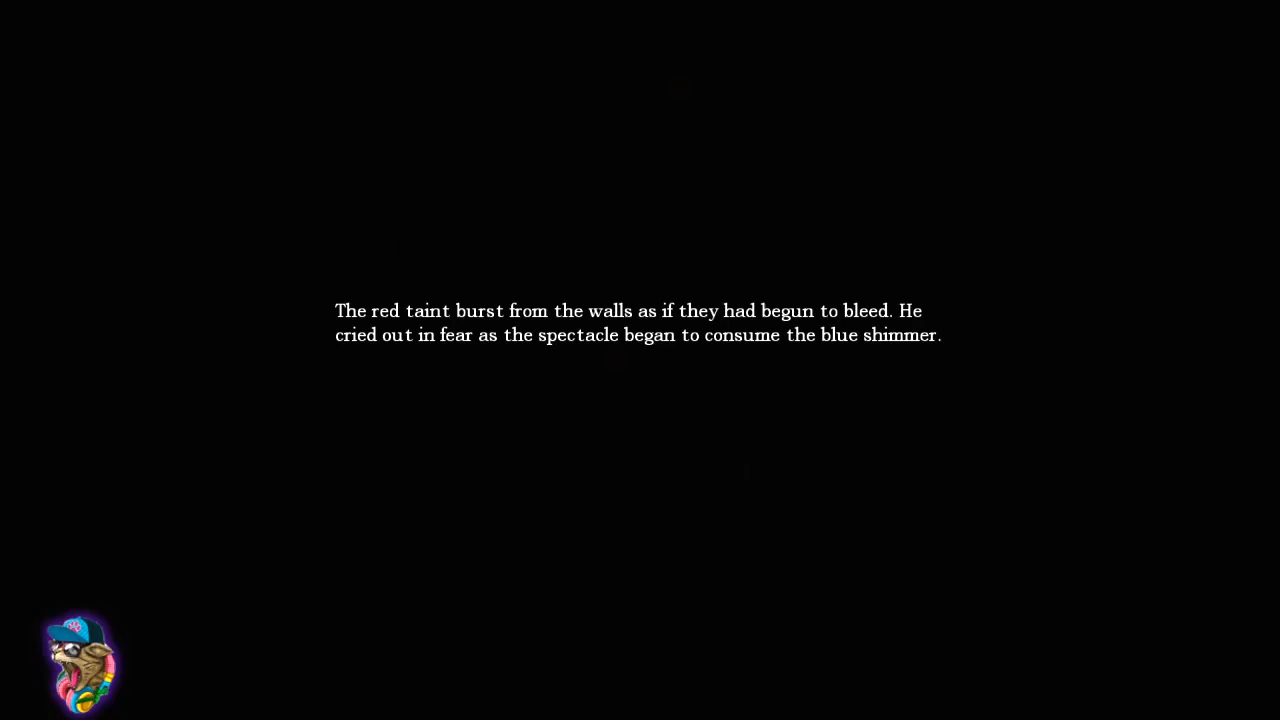 The red taint burst from the walls as if they had begun to bleed. He
cried out in fear as the spectacle began to consume the blue shimmer.